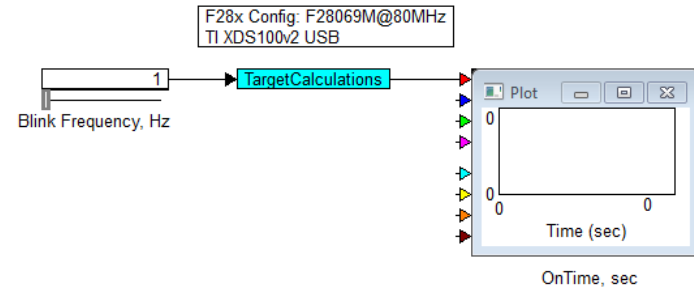 F28x Config: F28069M@80MHz
TI XDS100v2 USB
1
TargetCalculations
Blink Frequency, Hz
Plot
0
0
0
0
Time (sec)
OnTime, sec